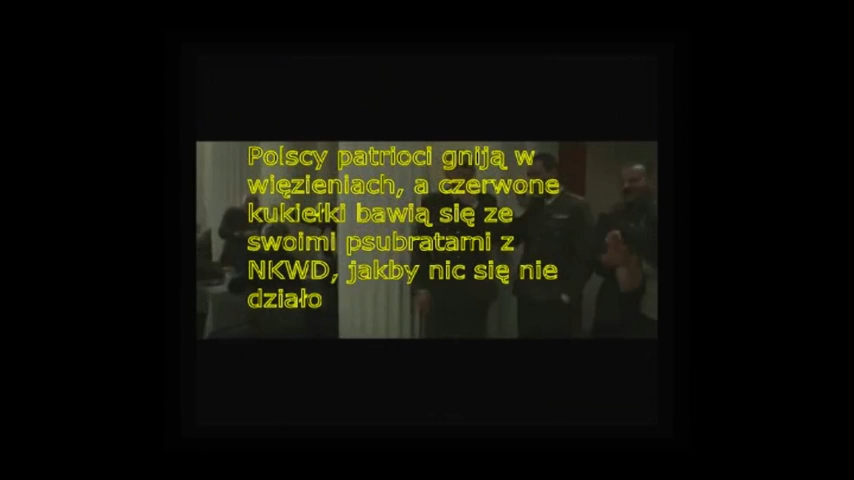 Polscy patrioci gniją w
więzieniach, a czerwone
kukiełki bawią się ze
swoimi psubratami z
NKWD, jakby nic się nie
działo